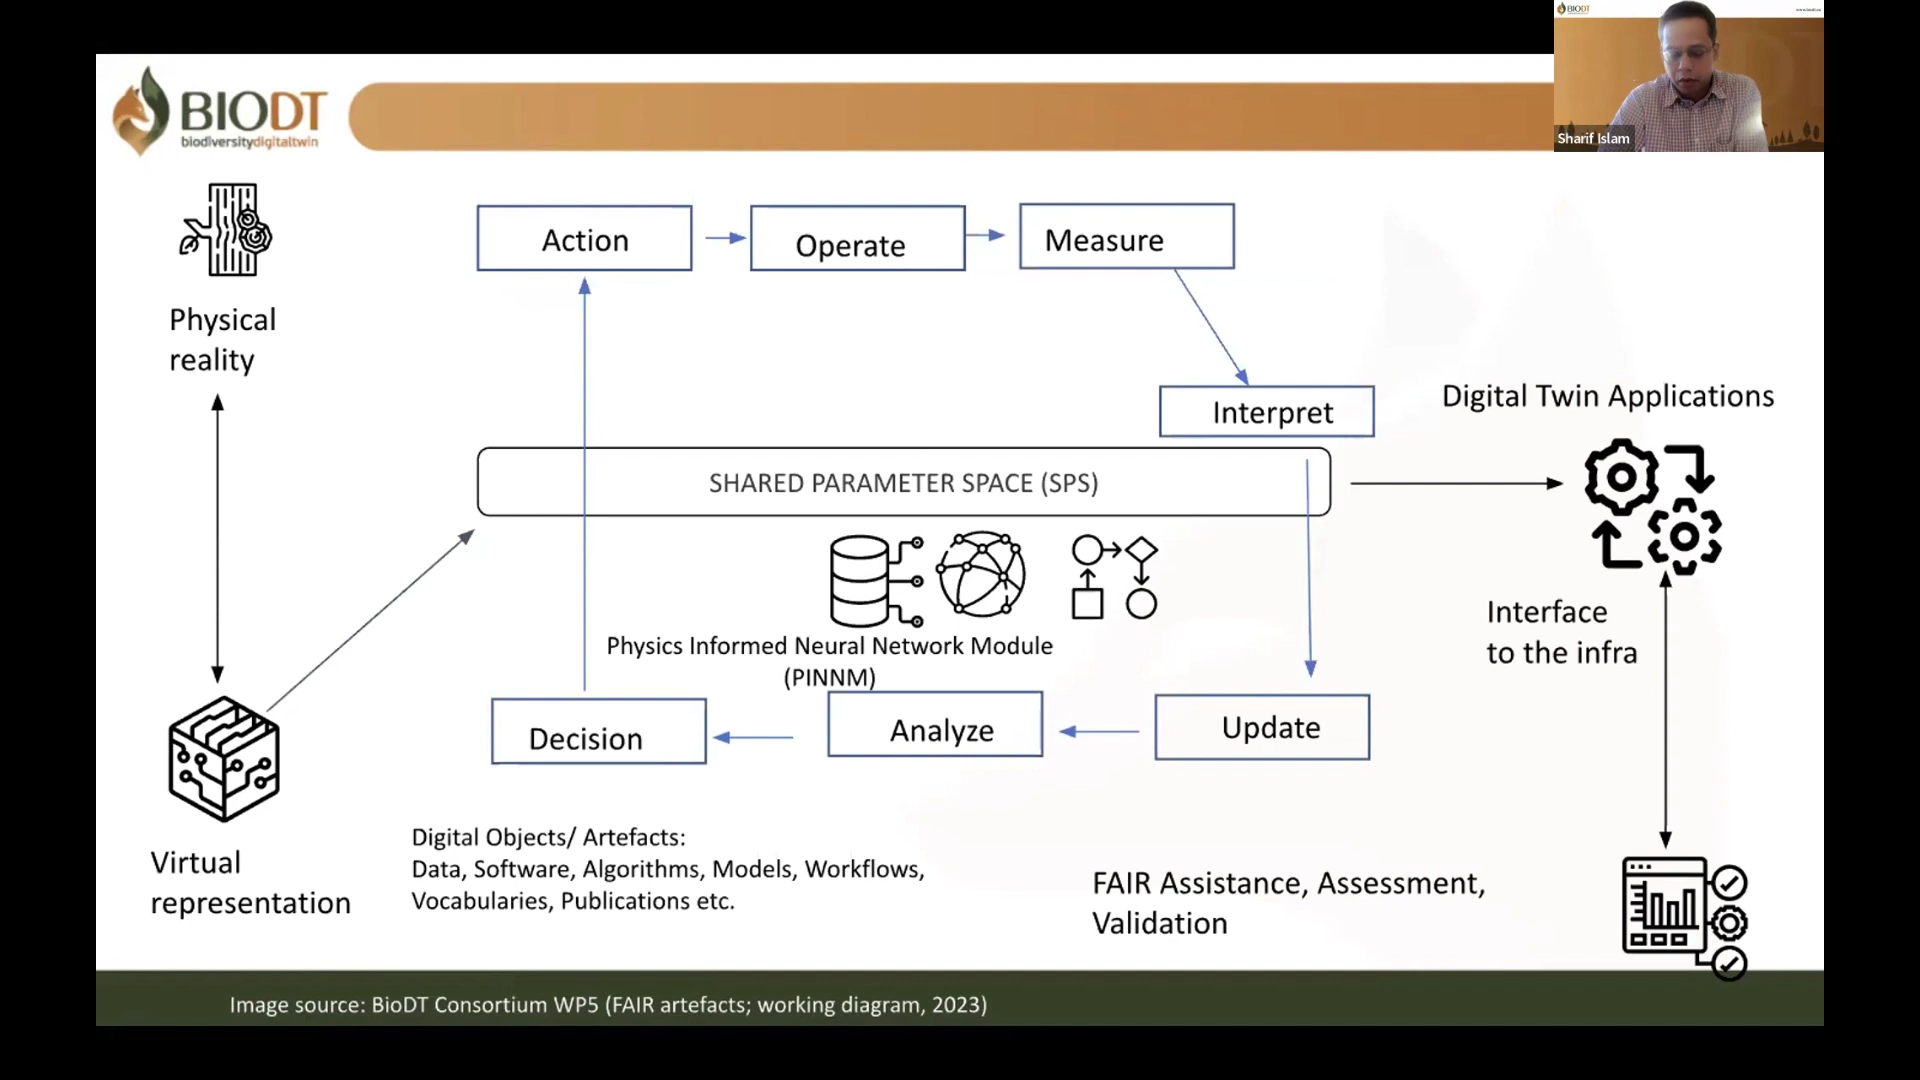 BIODT
biodiversitydigitaltwin
BIODT
Sharif Islam
Physical
reality
Action
Operate
Measure
Interpret
SHARED PARAMETER SPACE (SPS)
Digital Twin Applications
Physics Informed Neural Network Module
(PINNM)
Interface
to the infra
Decision
Analyze
Update
Virtual
representation
Digital Objects/ Artefacts:
Data, Software, Algorithms, Models, Workflows,
Vocabularies, Publications etc.
FAIR Assistance, Assessment,
Validation
Image source: BioDT Consortium WP5 (FAIR artefacts; working diagram, 2023)